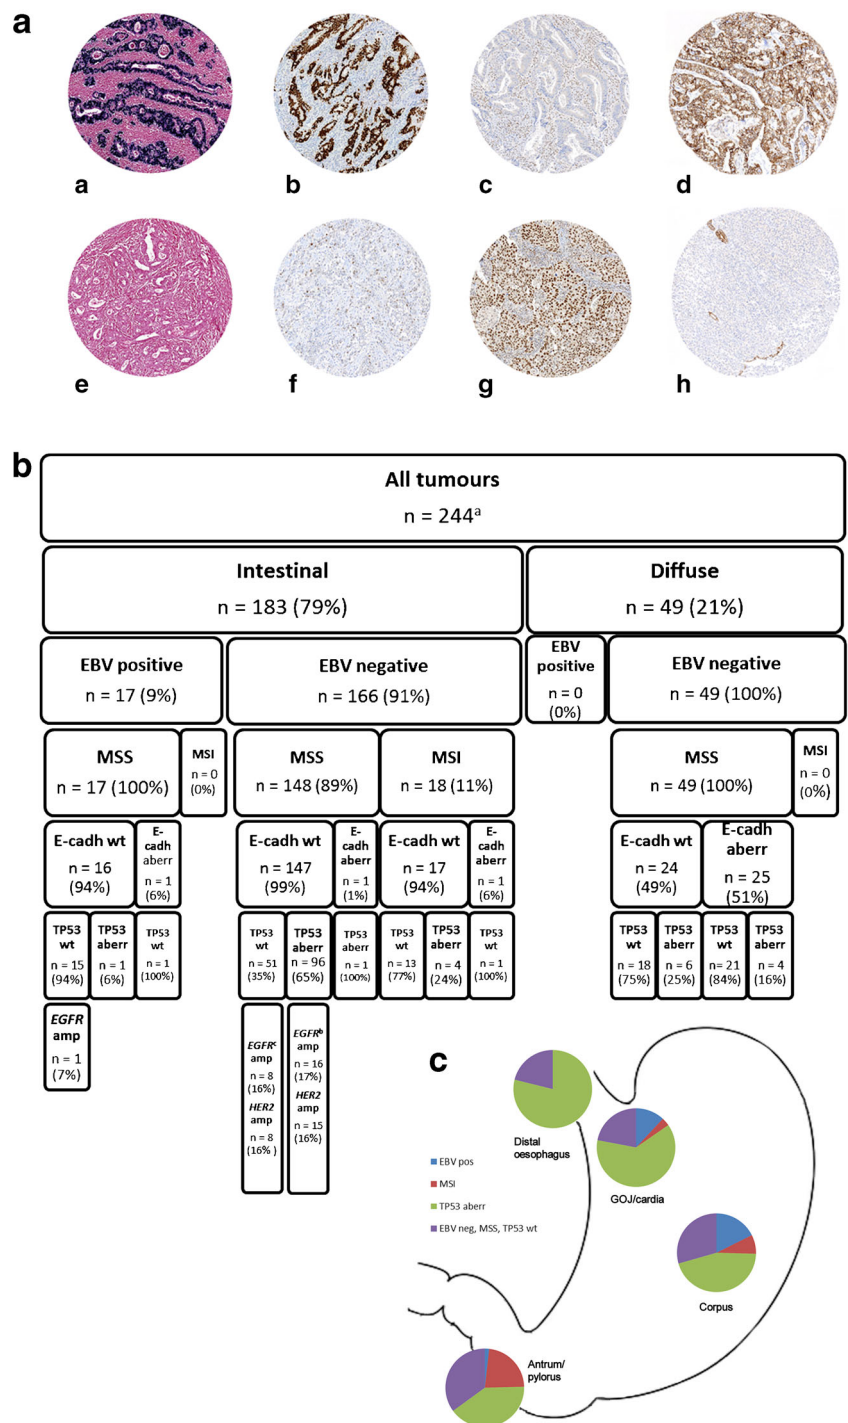 a
a
b
c
d
e
f
g
h
b
All tumours
n = 244ᵃ
Intestinal
n = 183 (79%)
Diffuse
n = 49 (21%)
EBV positive
n = 17 (9%)
EBV negative
n = 166 (91%)
EBV
positive
n = 0
(0%)
EBV negative
n = 49 (100%)
MSS
n = 17 (100%)
MSI
n = 0
(0%)
MSS
n = 148 (89%)
MSI
n = 18 (11%)
MSS
n = 49 (100%)
MSI
n = 0
(0%)
E-cadh wt
n = 16
(94%)
E-
cadh
aberr
n = 1
(6%)
E-cadh wt
n = 147
(99%)
E-
cadh
aberr
n = 1
(1%)
E-cadh wt
n = 17
(94%)
E-
cadh
aberr
n = 1
(6%)
E-cadh wt
n = 24
(49%)
E-cadh
aberr
n = 25
(51%)
TP53
wt
n = 15
(94%)
TP53
aberr
n = 1
(6%)
TP53
wt
n = 1
(100%)
TP53
wt
n = 51
(35%)
TP53
aberr
n = 96
(65%)
TP53
aberr
n = 1
(100%)
TP53
wt
n = 13
(77%)
TP53
aberr
n = 4
(24%)
TP53
wt
n = 1
(100%)
TP53
wt
n = 18
(75%)
TP53
aberr
n = 6
(25%)
TP53
wt
n= 21
(84%)
TP53
aberr
n = 4
(16%)
EGFR
amp
n = 1
(7%)
EGFRᶜ
amp
n = 8
(16%)
HER2
amp
n = 8
(16% )
EGFRᵇ
amp
n = 16
(17%)
HER2
amp
n = 15
(16%)
c
Distal
oesophagus
GOJ/cardia
EBV pos
MSI
TP53 aberr
EBV neg, MSS, TP53 wt
Corpus
Antrum/
pylorus